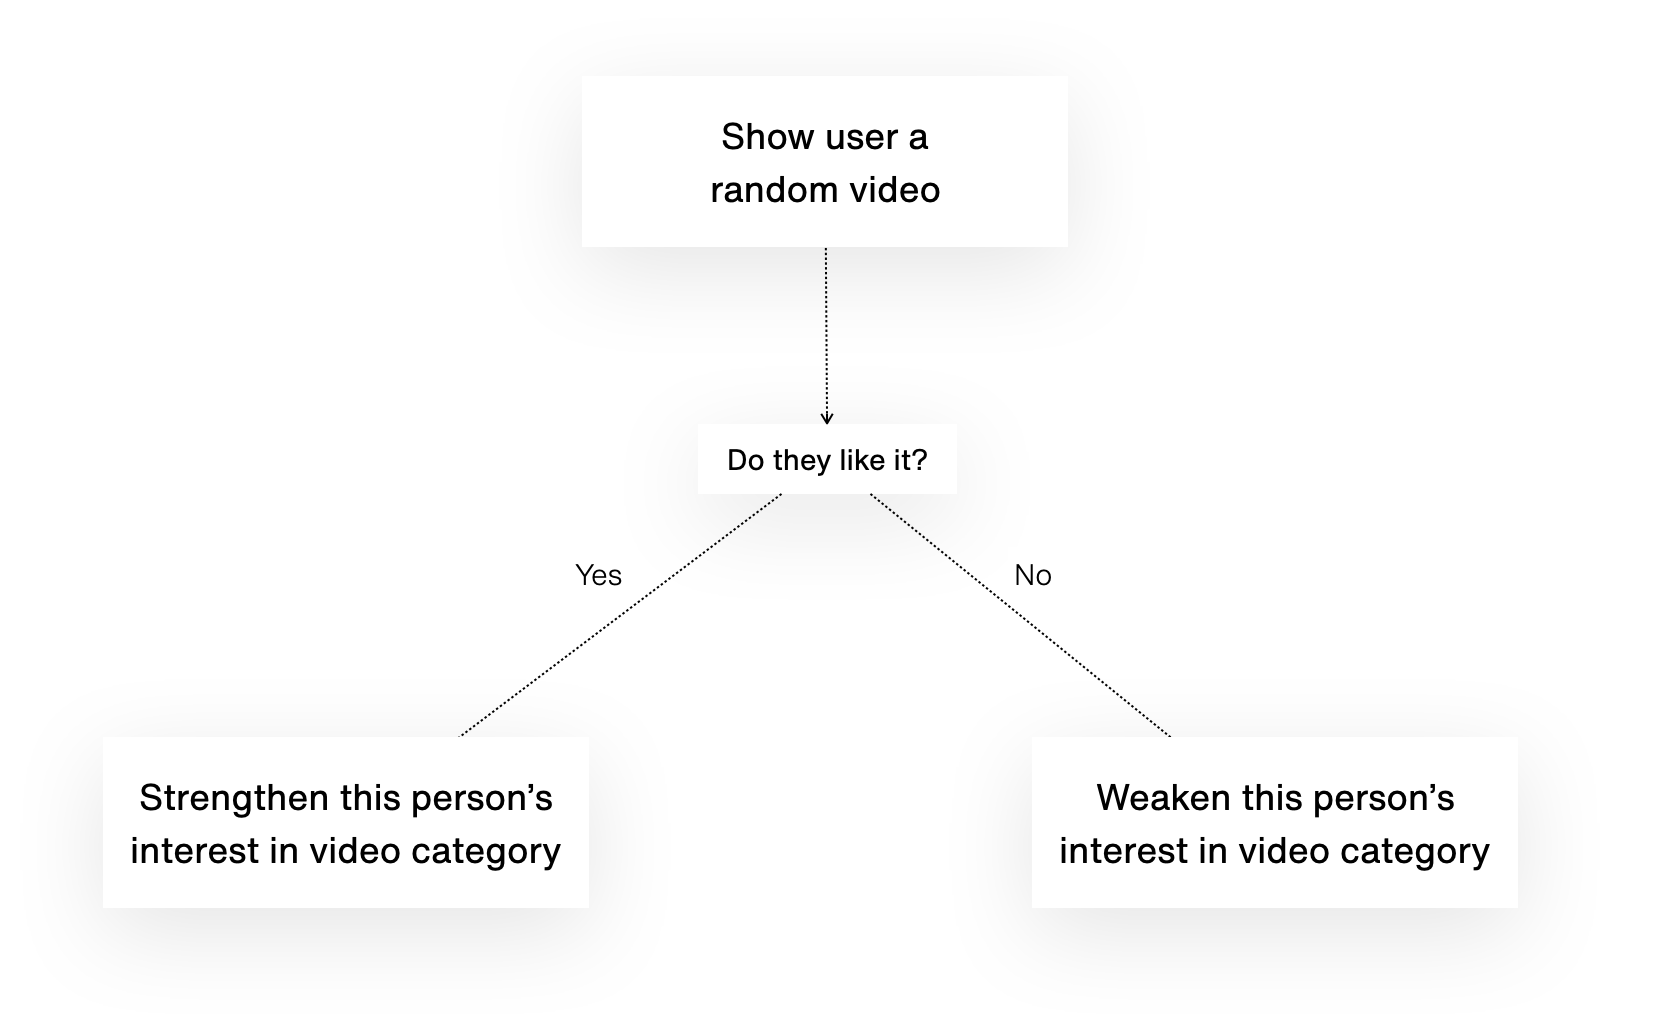 Show user a
random video
Do they like it?
Yes
No
Strengthen this person’s
interest in video category
Weaken this person’s
interest in video category